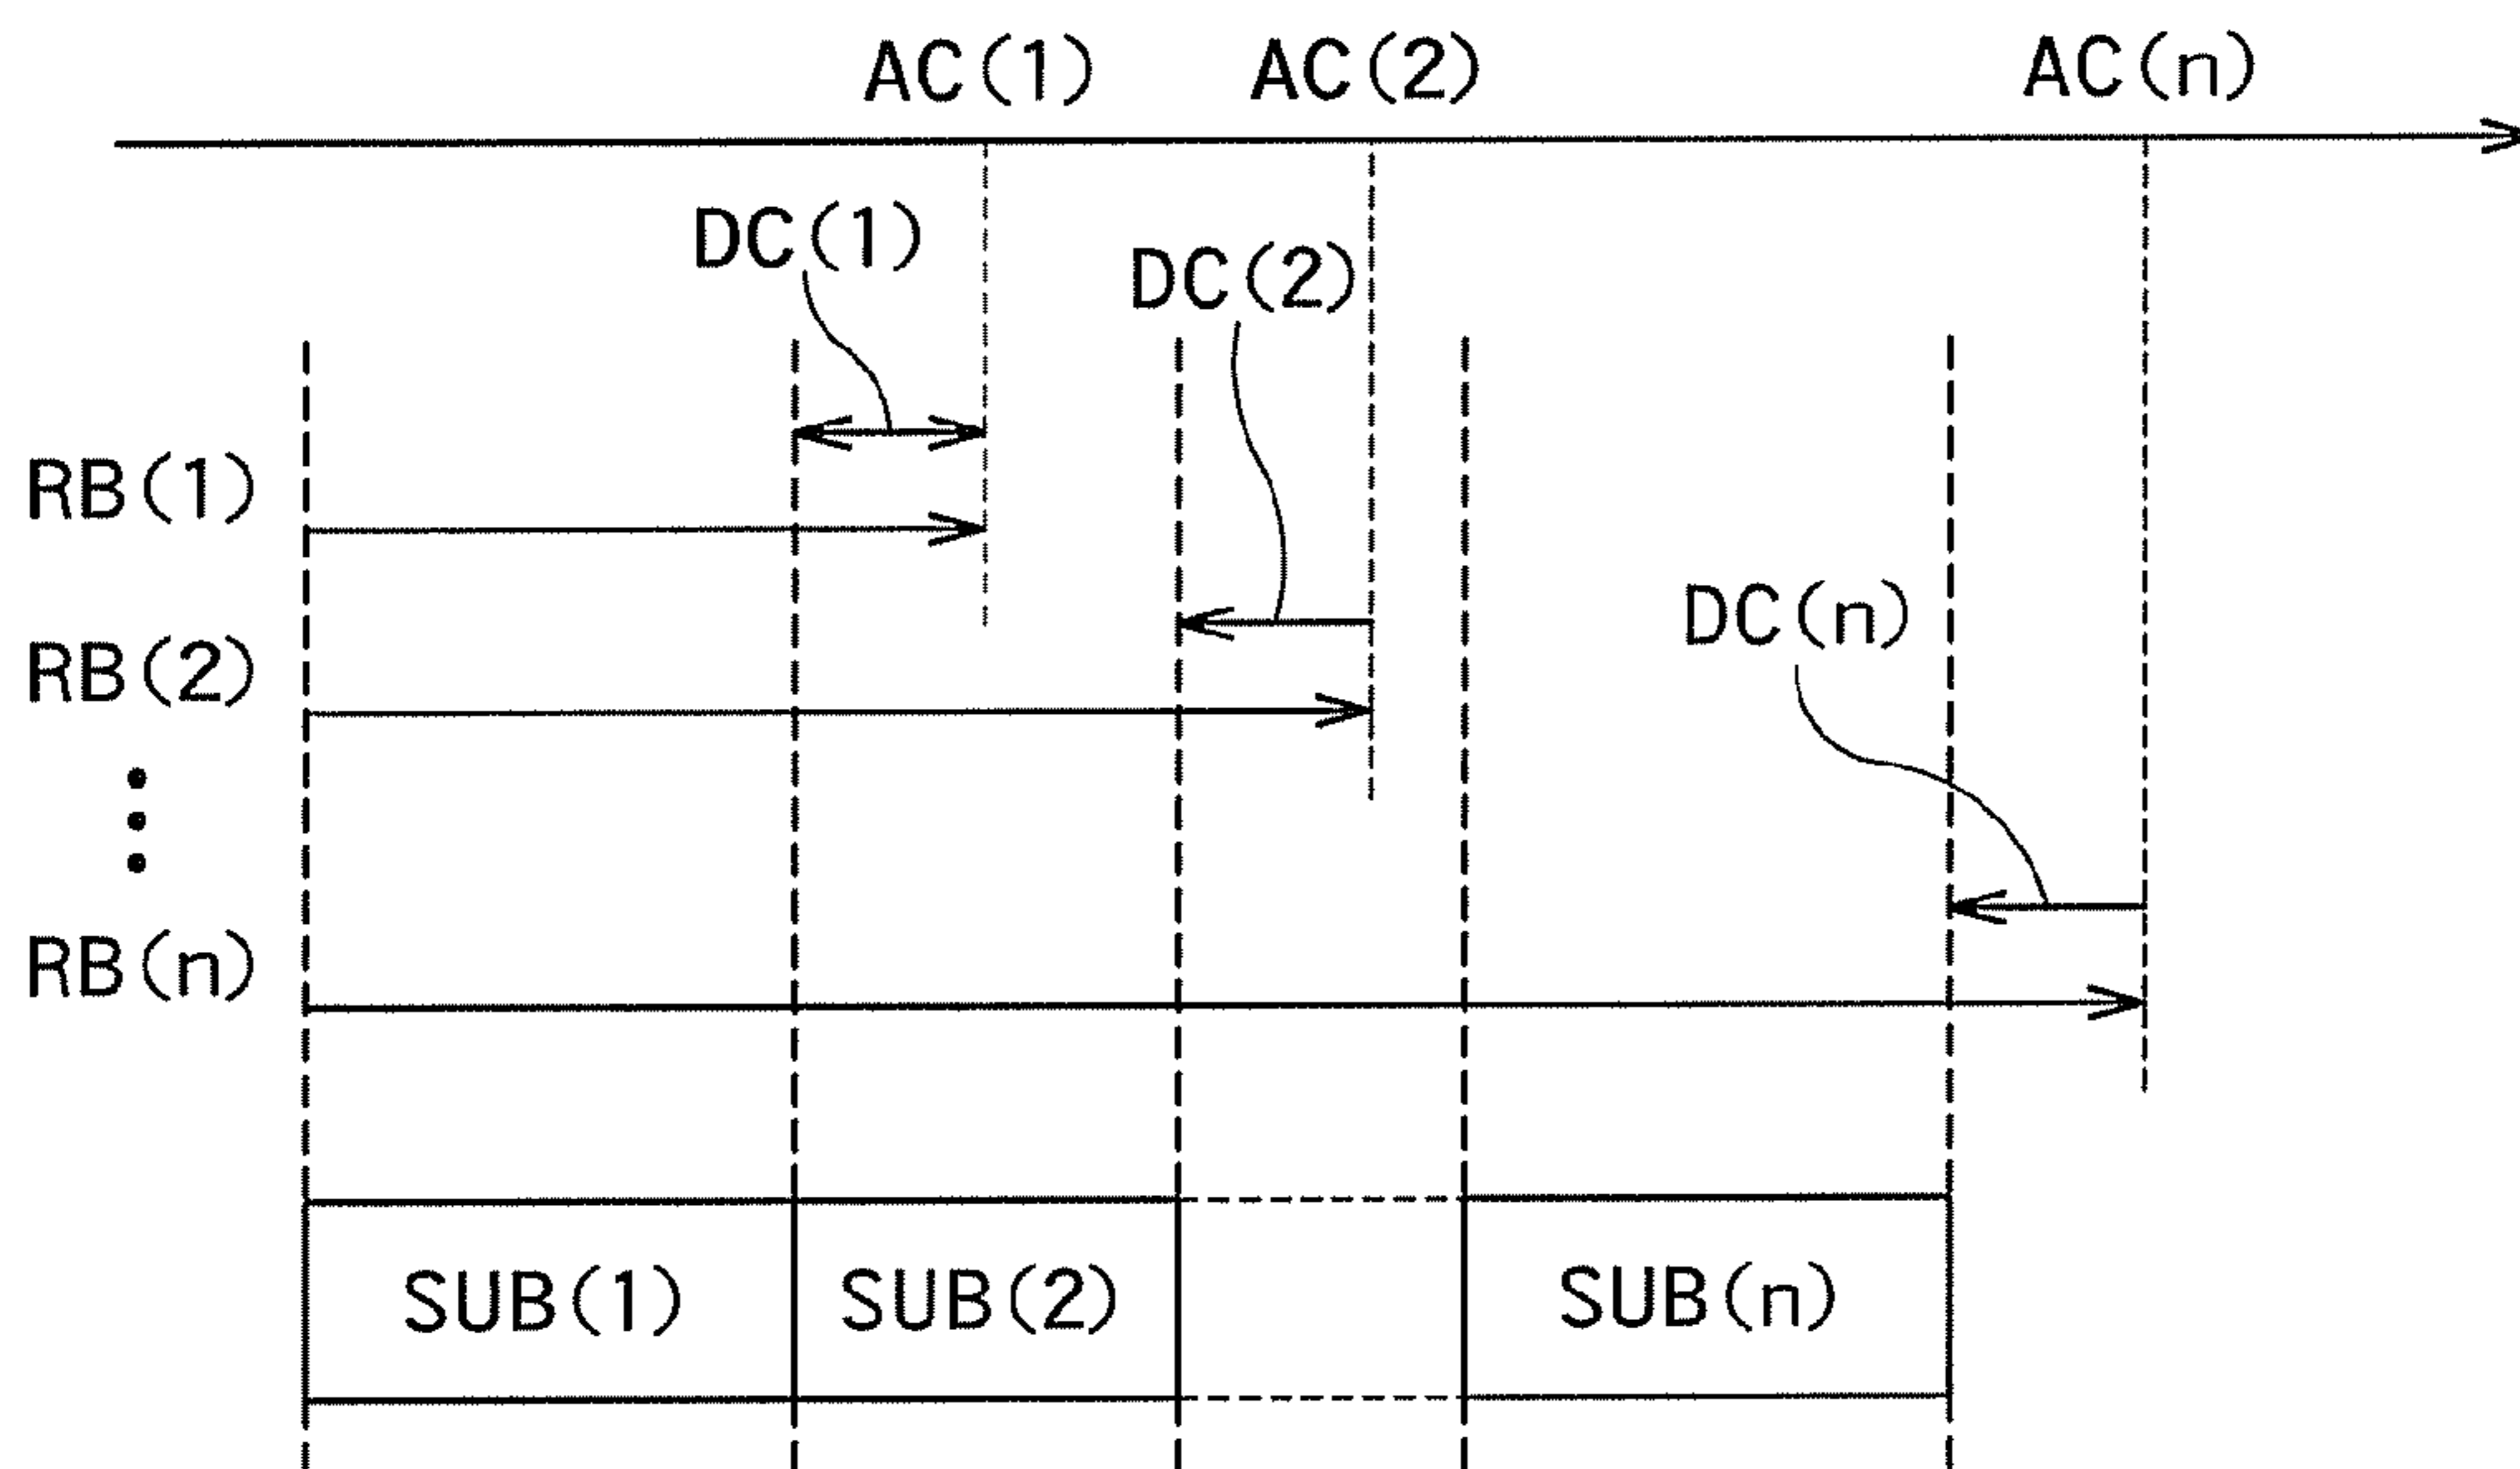 AC(1) AC(2) AC(n)
DC(1)
DC(2)
RB(1)
DC(n)
RB(2)
RB(n)
SUB(1) SUB(2) SUB(n)